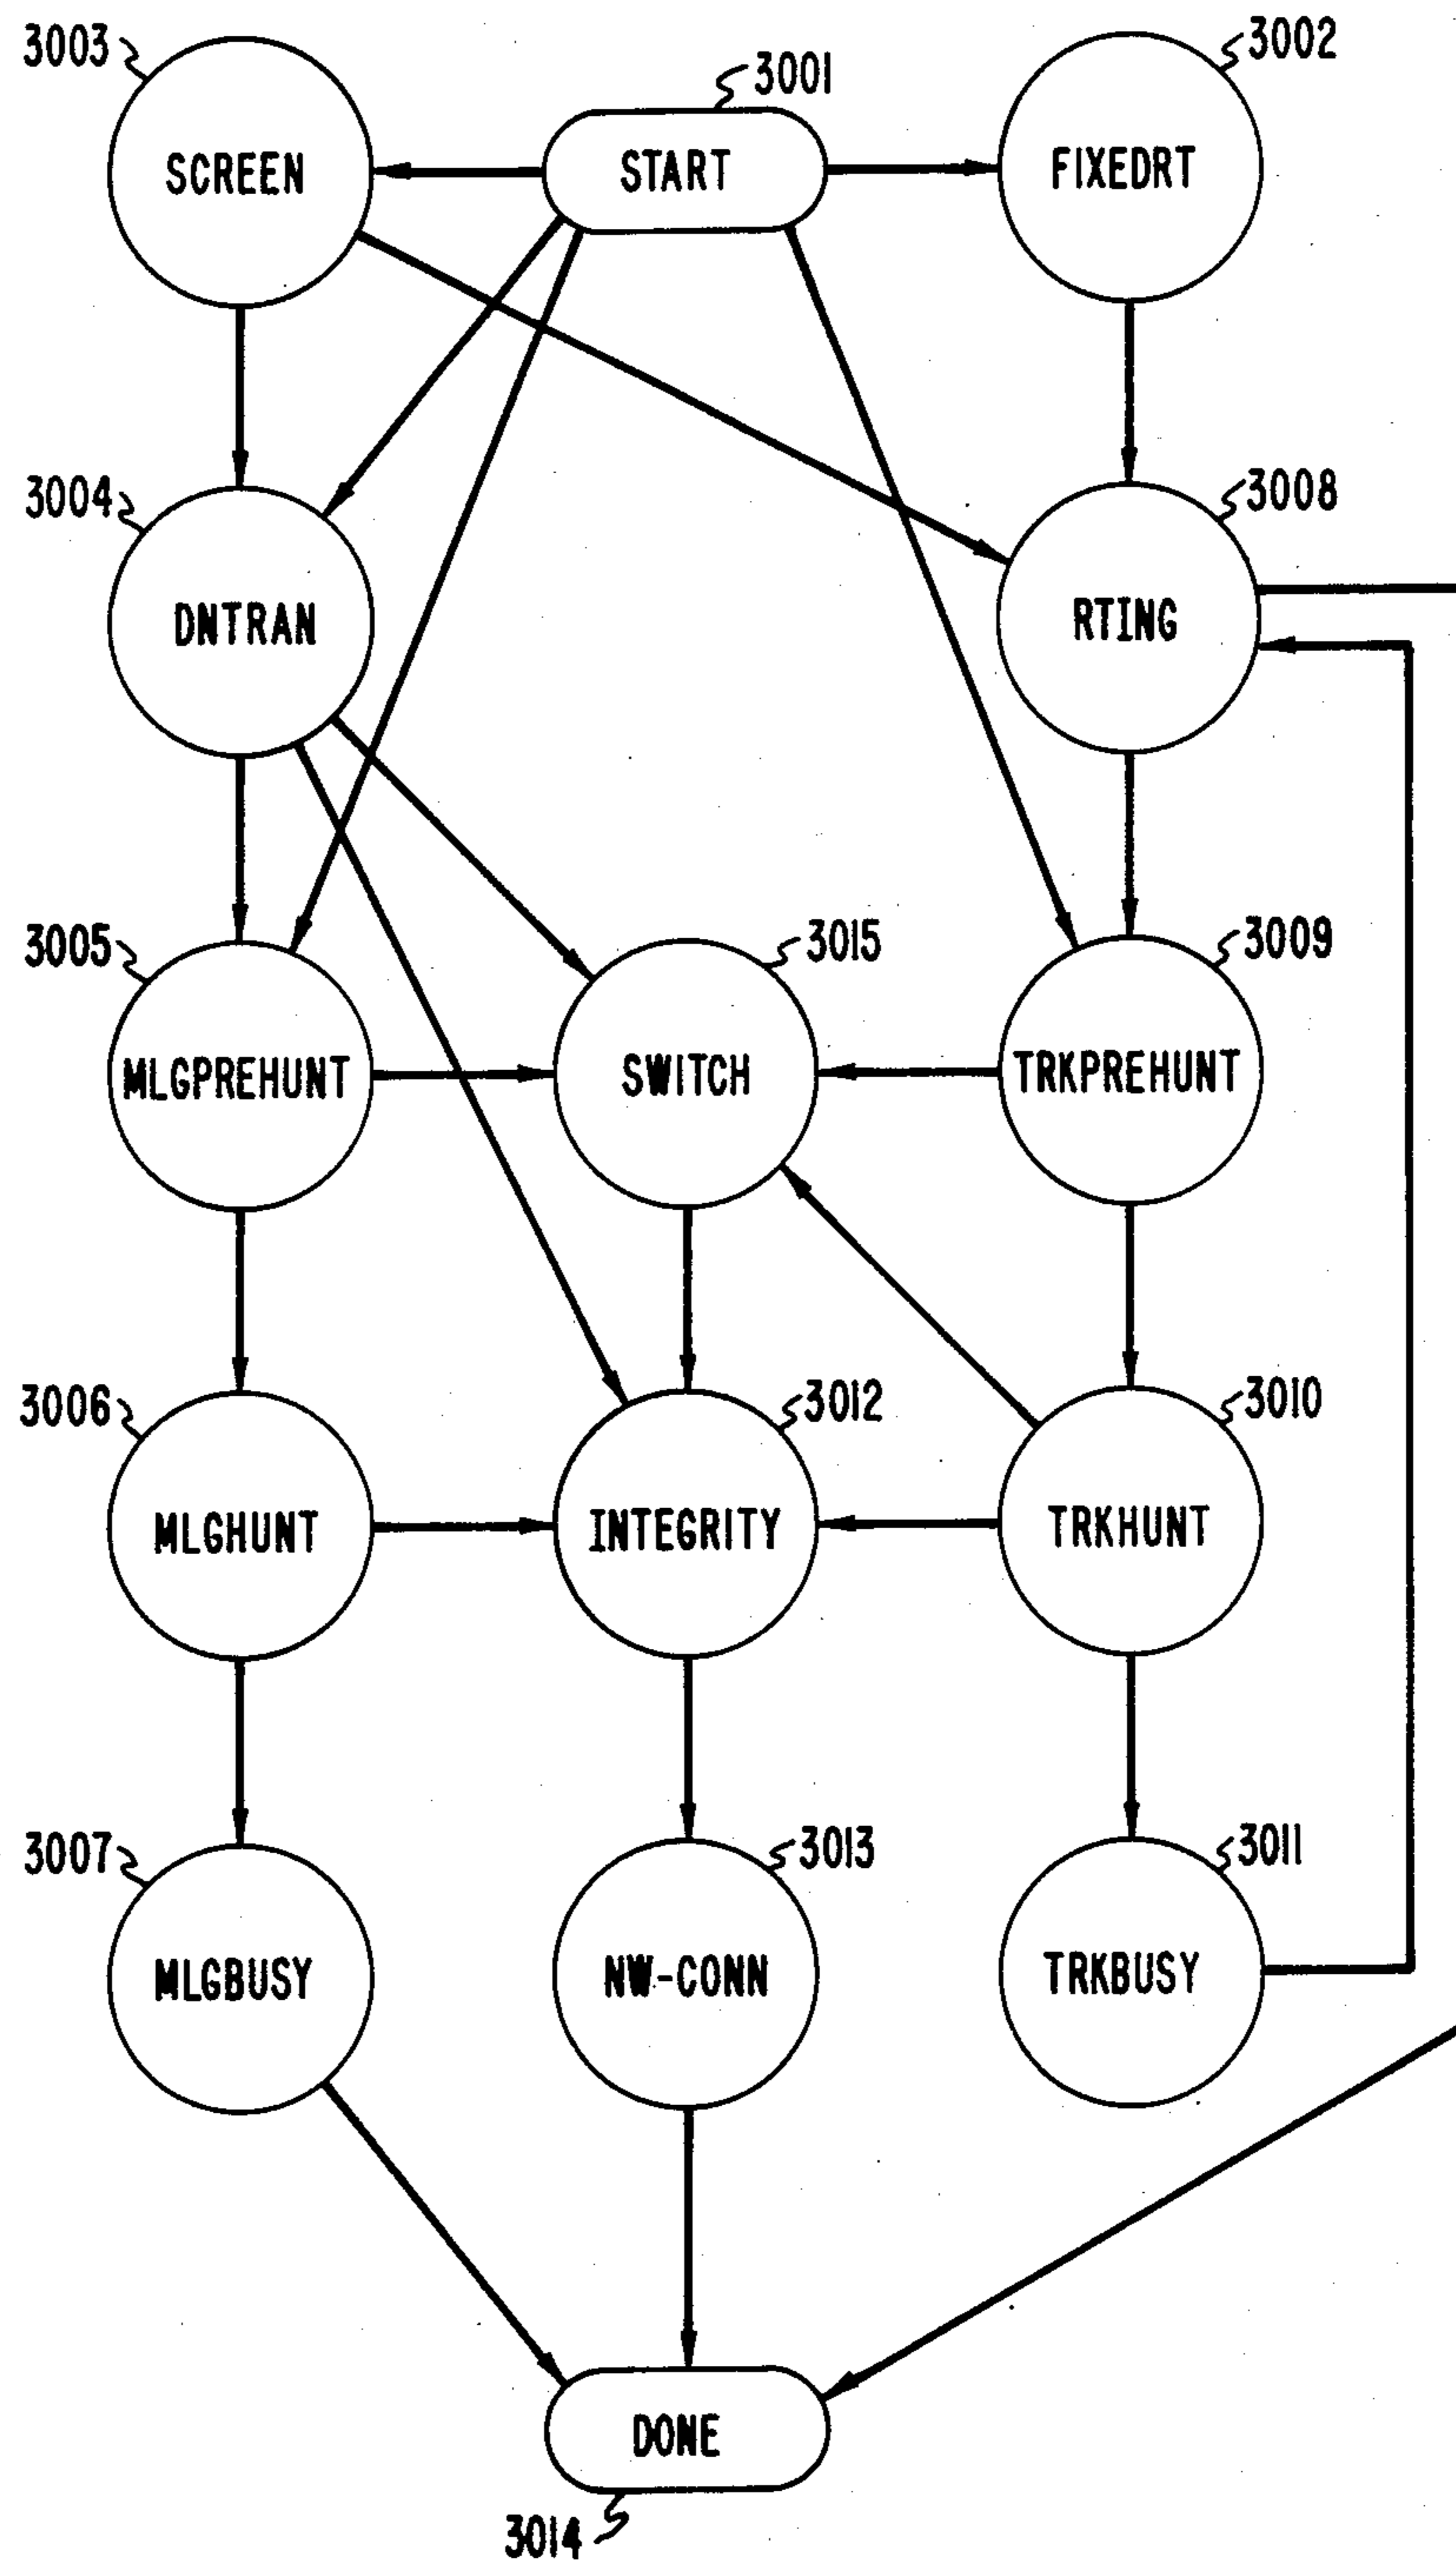 3003
3001
3002
SCREEN
START
FIXEDRT
3004
3008
DNTRAN
RTING
3005
3015
3009
MLGPREHUNT
SWITCH
TRKPREHUNT
3006
3012
3010
MLGHUNT
INTEGRITY
TRKHUNT
3007
3013
3011
MLGBUSY
NW-CONN
TRKBUSY
DONE
3014